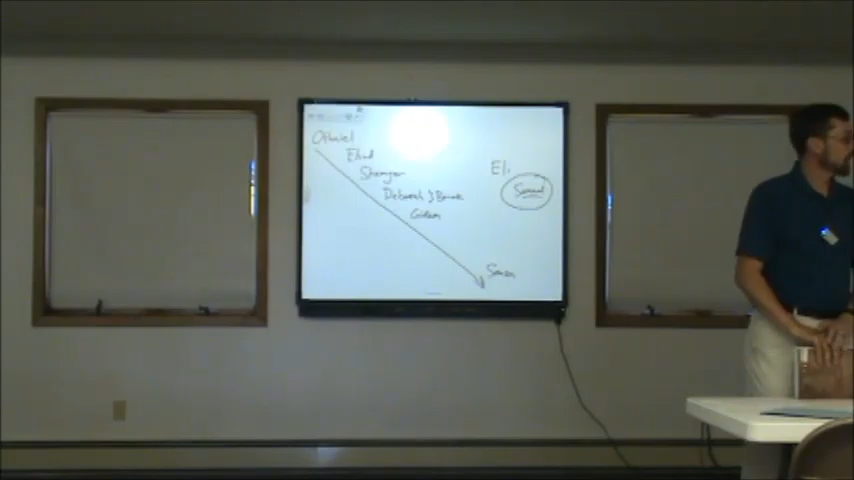 Othniel
Ehud
Shamgar
Deborah & Barak
Gideon
Samson
Eli
Samuel